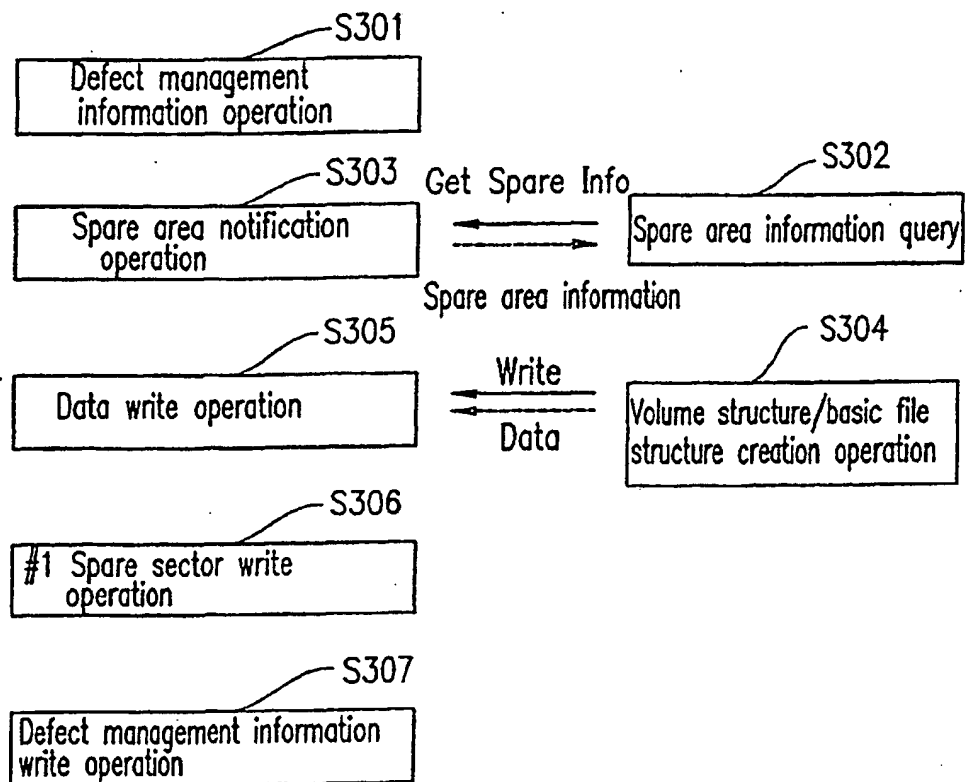 S301
Defect management
information operation
S303
Spare area notification
operation
Get Spare Info
Spare area information
S302
Spare area information query
S305
Data write operation
Write
Data
S304
Volume structure/basic file
structure creation operation
S306
#1 Spare sector write
operation
S307
Defect management information
write operation